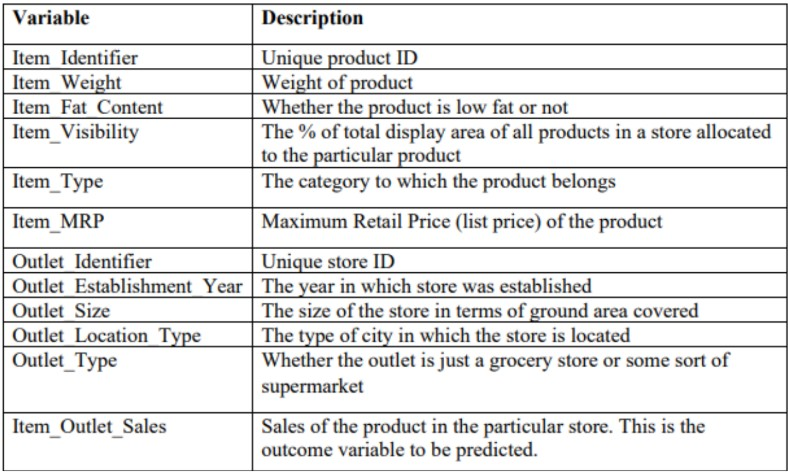 Variable Description
Item_Identifier Unique product ID
Item_Weight Weight of product
Item_Fat_Content Whether the product is low fat or not
Item_Visibility The % of total display area of all products in a store allocated
to the particular product
Item_Type The category to which the product belongs
Item_MRP Maximum Retail Price (list price) of the product
Outlet_Identifier Unique store ID
Outlet_Establishment_Year The year in which store was established
Outlet_Size The size of the store in terms of ground area covered
Outlet_Location_Type The type of city in which the store is located
Outlet_Type Whether the outlet is just a grocery store or some sort of
supermarket
Item_Outlet_Sales Sales of the product in the particular store. This is the
outcome variable to be predicted.